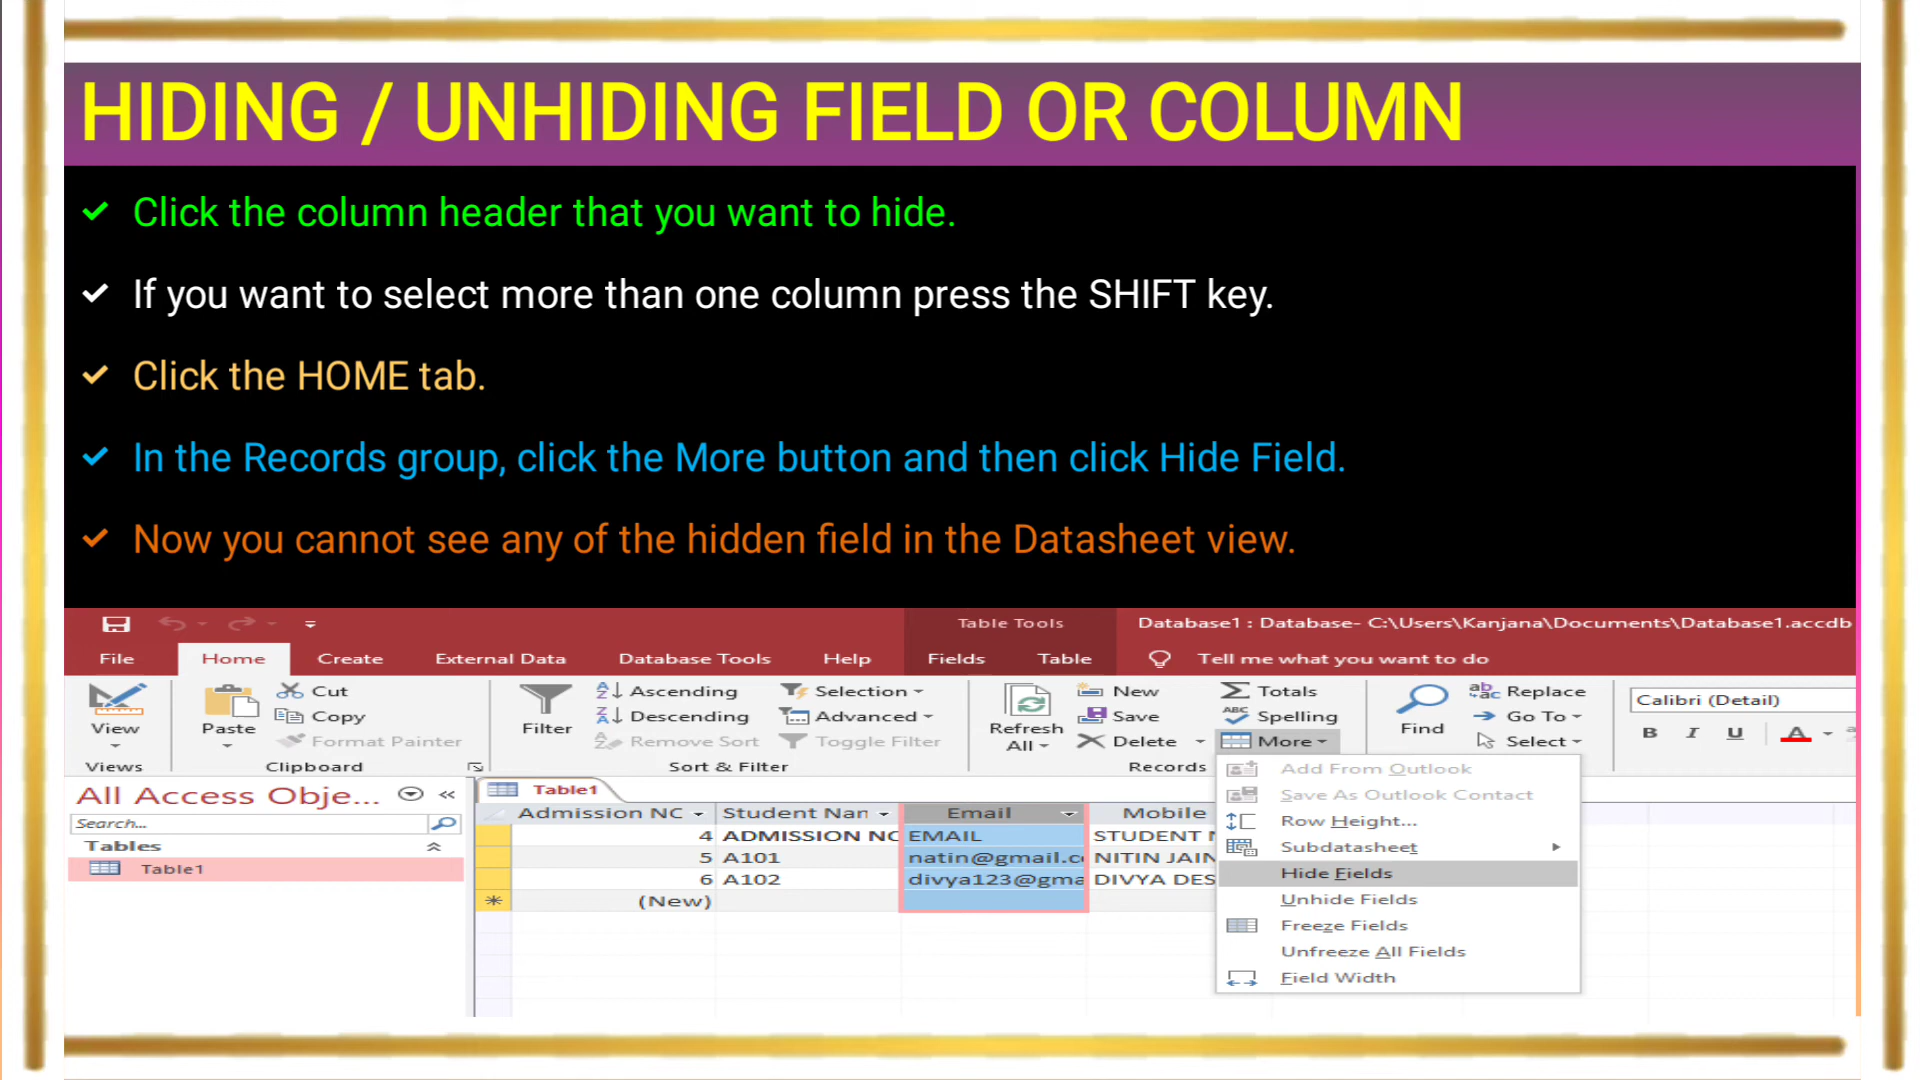 HIDING / UNHIDING FIELD OR COLUMN
Click the column header that you want to hide.
If you want to select more than one column press the SHIFT key.
Click the HOME tab.
In the Records group, click the More button and then click Hide Field.
Now you cannot see any of the hidden field in the Datasheet view.
Table Tools
Database1 : Database- C:\Users\Kanjana\Documents\Database1.accdb
File Home Create External Data Database Tools Help Fields Table Tell me what you want to do
View
Views
Paste
Cut
Copy
Format Painter
Clipboard
Filter
Ascending
Descending
Remove Sort
Selection
Advanced
Toggle Filter
Sort & Filter
Refresh
All
New
Save
Delete
Totals
Spelling
More
Records
Find
Replace
Go To
Select
Calibri (Detail)
B I U A
All Access Obje...
Search...
Tables
Table1
Table1
Admission NC Student Nan Email Mobile
4 ADMISSION NC EMAIL STUDENT N
5 A101 natin@gmail.co NITIN JAIN
6 A102 divya123@gma DIVYA DES
(New)
Add From Outlook
Save As Outlook Contact
Row Height...
Subdatasheet
Hide Fields
Unhide Fields
Freeze Fields
Unfreeze All Fields
Field Width